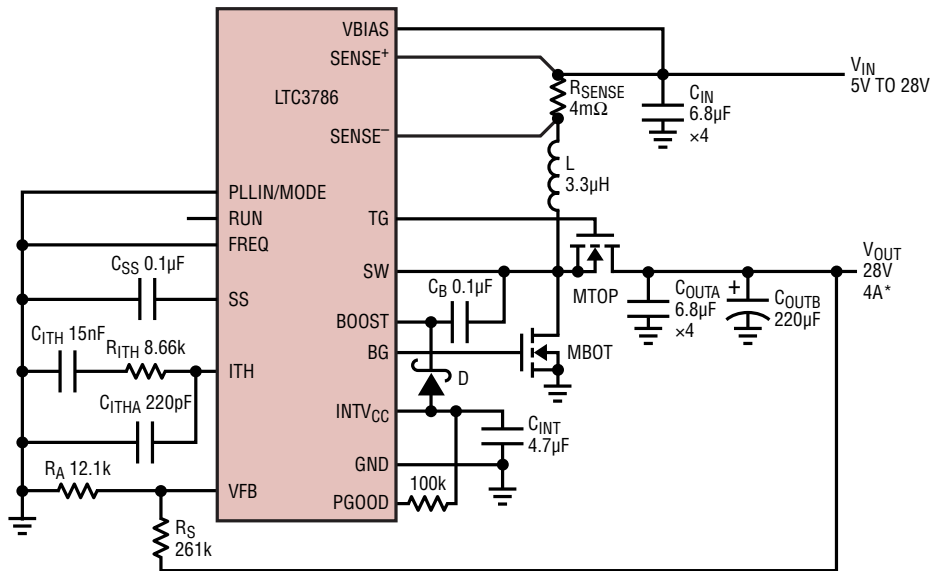 VBIAS
SENSE+
LTC3786
SENSE–
PLLIN/MODE
RUN
FREQ
SS
ITH
VFB
TG
SW
BOOST
BG
INTVCC
GND
PGOOD
RSENSE
4mΩ
CIN
6.8µF
×4
VIN
5V TO 28V
L
3.3µH
MTOP
VOUT
28V
4A*
COUTA
6.8µF
×4
+
COUTB
220µF
CB 0.1µF
MBOT
D
CINT
4.7µF
100k
CSS 0.1µF
CITH 15nF
RITH 8.66k
CITHA 220pF
RA 12.1k
RS
261k